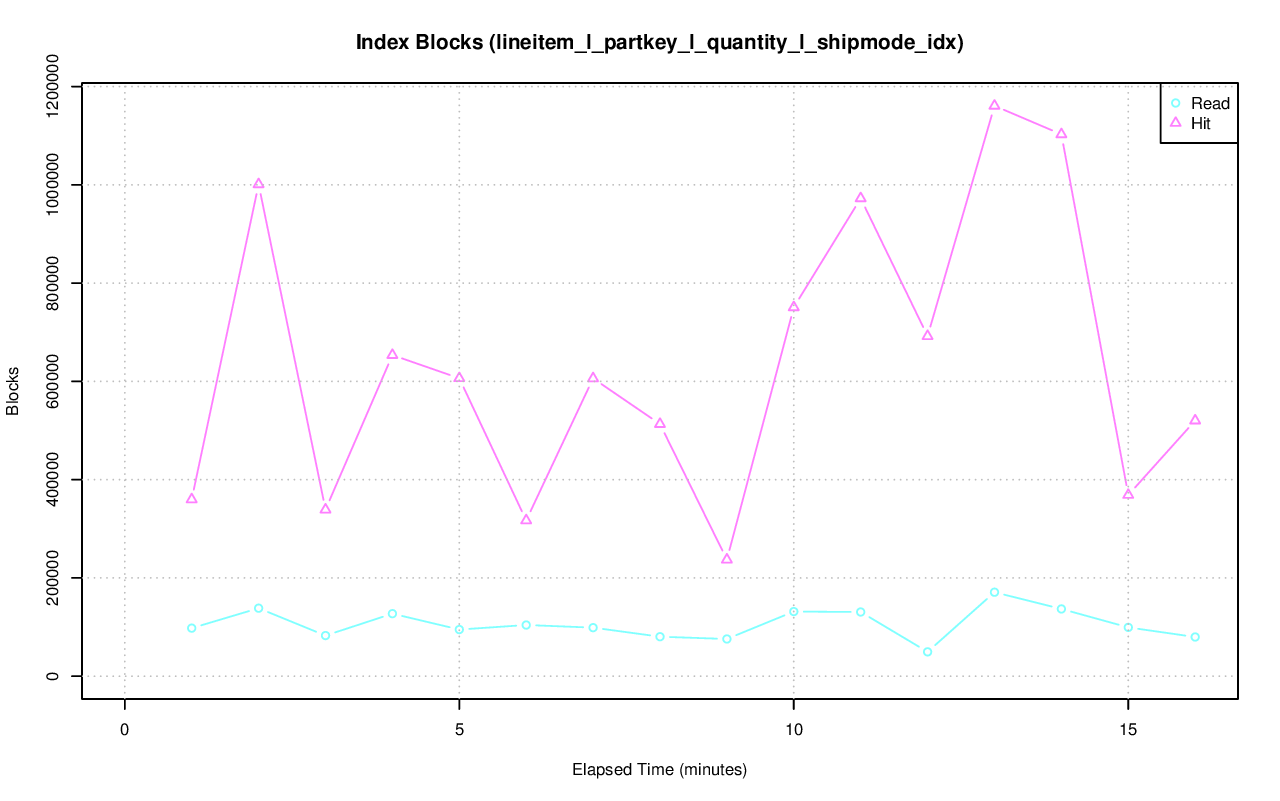 Index Blocks (lineitem_l_partkey_l_quantity_l_shipmode_idx)
Read
Hit
Blocks
1200000
1000000
800000
600000
400000
200000
0
0 5 10 15
Elapsed Time (minutes)